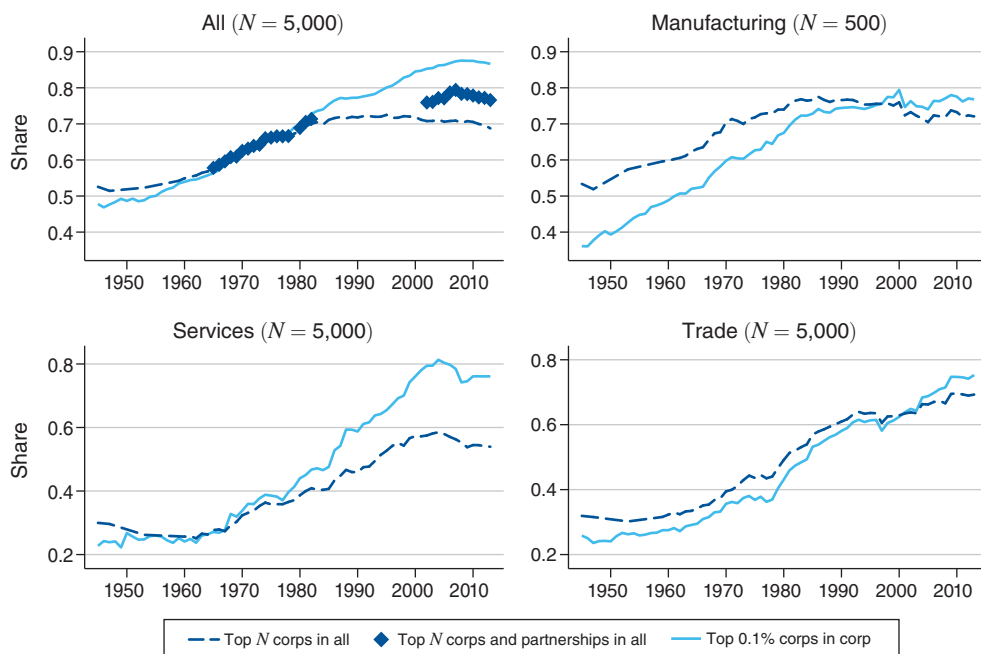 All (N = 5,000)
Share
0.9
0.8
0.7
0.6
0.5
0.4
1950 1960 1970 1980 1990 2000 2010
Manufacturing (N = 500)
0.9
0.8
0.7
0.6
0.5
0.4
1950 1960 1970 1980 1990 2000 2010
Services (N = 5,000)
Share
0.8
0.6
0.4
0.2
1950 1960 1970 1980 1990 2000 2010
Trade (N = 5,000)
0.8
0.6
0.4
0.2
1950 1960 1970 1980 1990 2000 2010
Top N corps in all Top N corps and partnerships in all Top 0.1% corps in corp